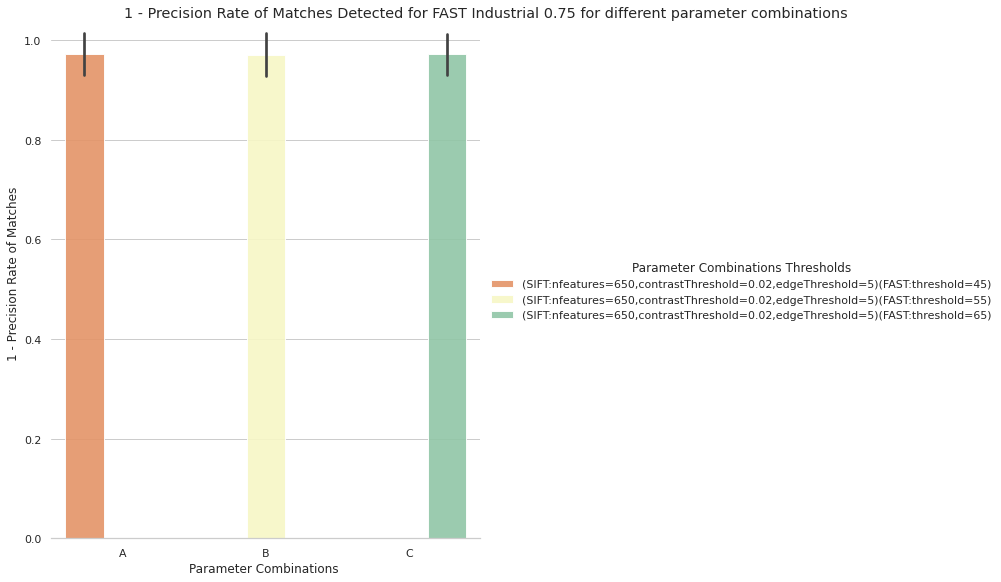 1 - Precision Rate of Matches Detected for FAST Industrial 0.75 for different parameter combinations
1 - Precision Rate of Matches
1.0
0.8
0.6
0.4
0.2
0.0
A
B
C
Parameter Combinations
Parameter Combinations Thresholds
(SIFT:nfeatures=650,contrastThreshold=0.02,edgeThreshold=5)(FAST:threshold=45)
(SIFT:nfeatures=650,contrastThreshold=0.02,edgeThreshold=5)(FAST:threshold=55)
(SIFT:nfeatures=650,contrastThreshold=0.02,edgeThreshold=5)(FAST:threshold=65)